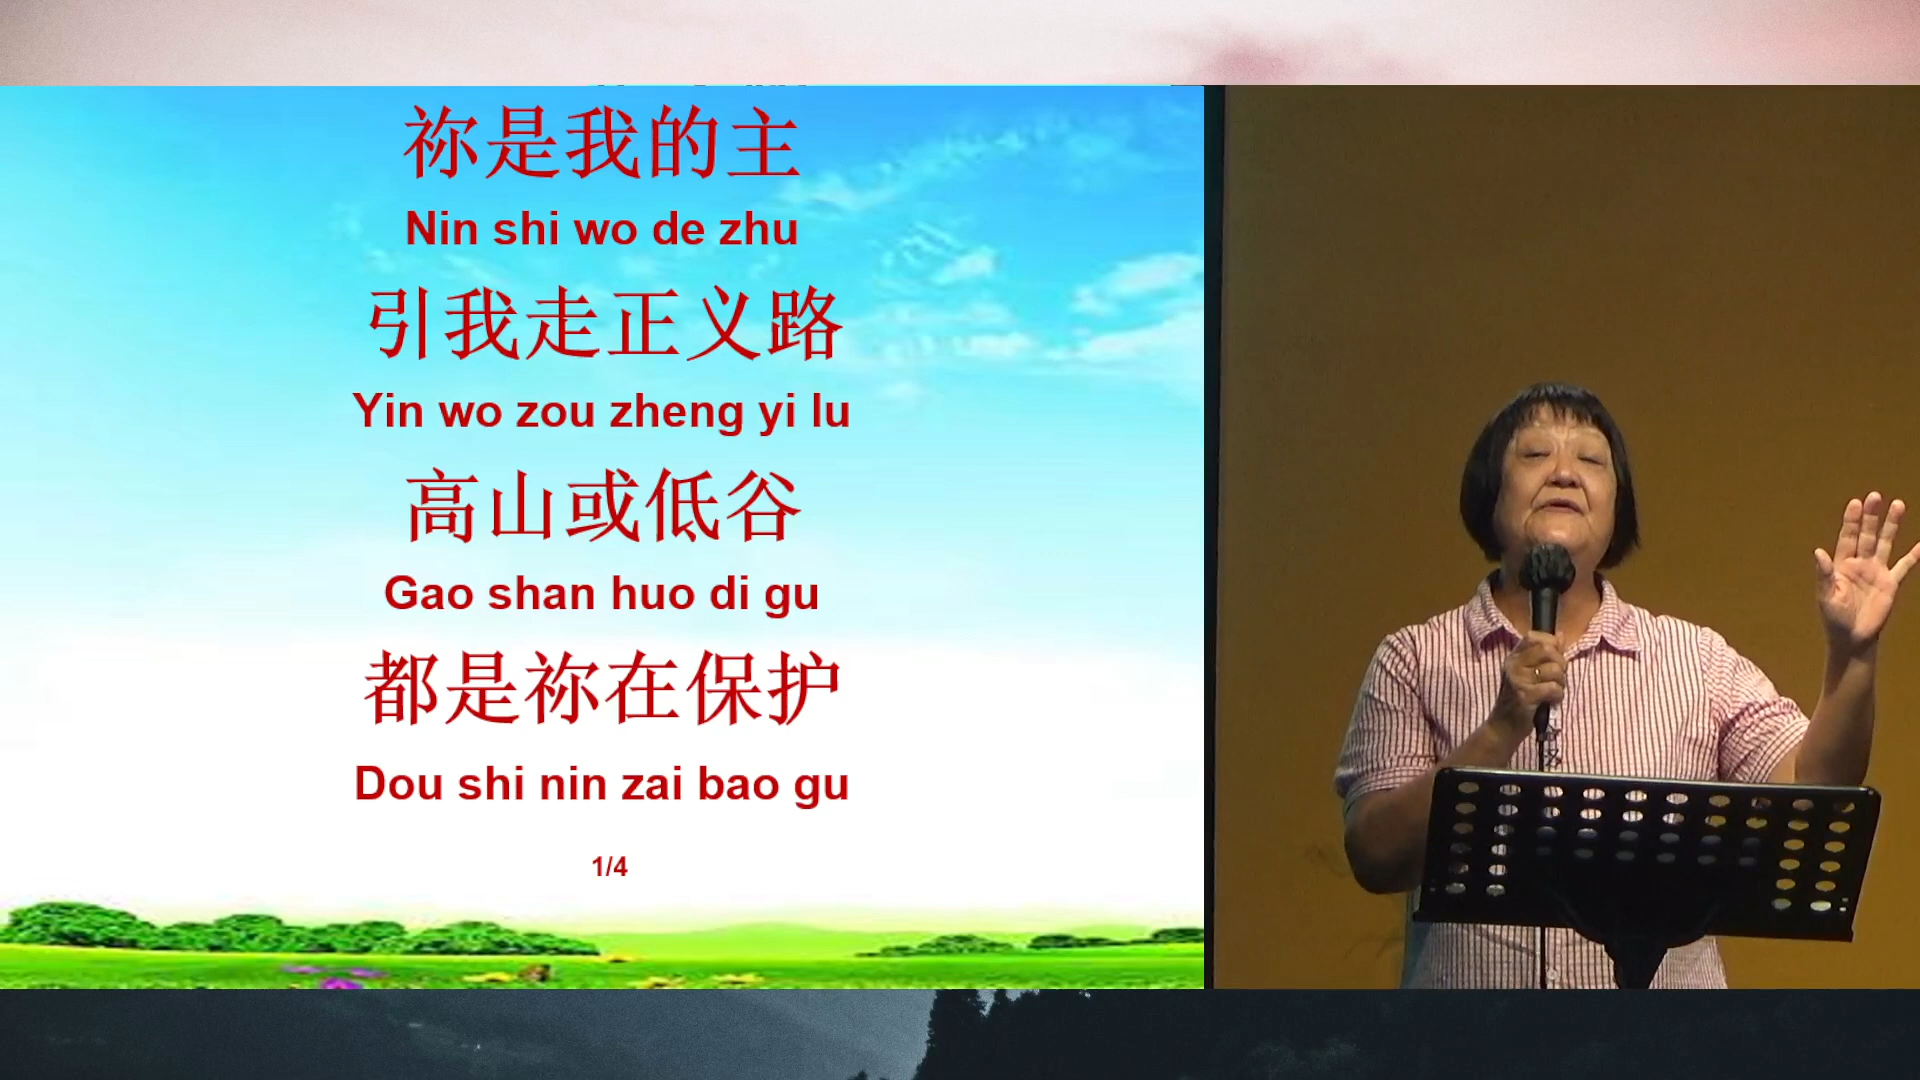 祢是我的主
Nin shi wo de zhu
引我走正义路
Yin wo zou zheng yi lu
高山或低谷
Gao shan huo di gu
都是祢在保护
Dou shi nin zai bao gu
1/4